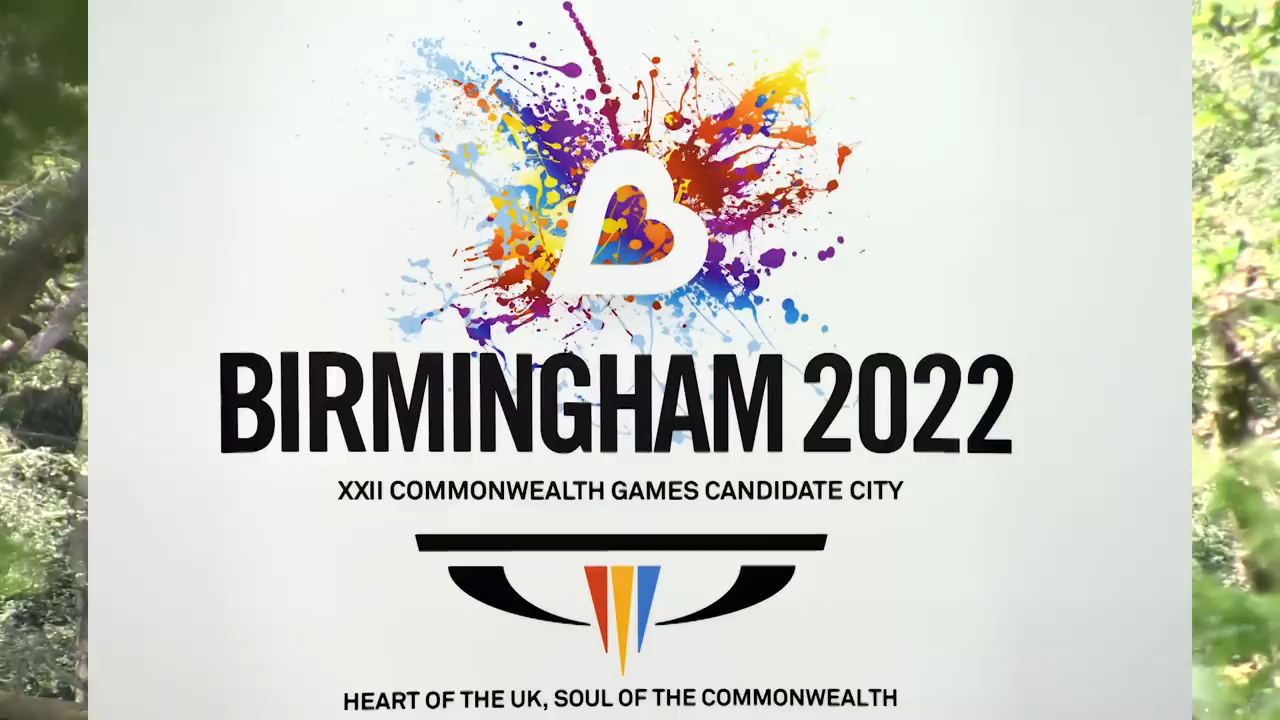 BIRMINGHAM 2022
XXII COMMONWEALTH GAMES CANDIDATE CITY
HEART OF THE UK, SOUL OF THE COMMONWEALTH